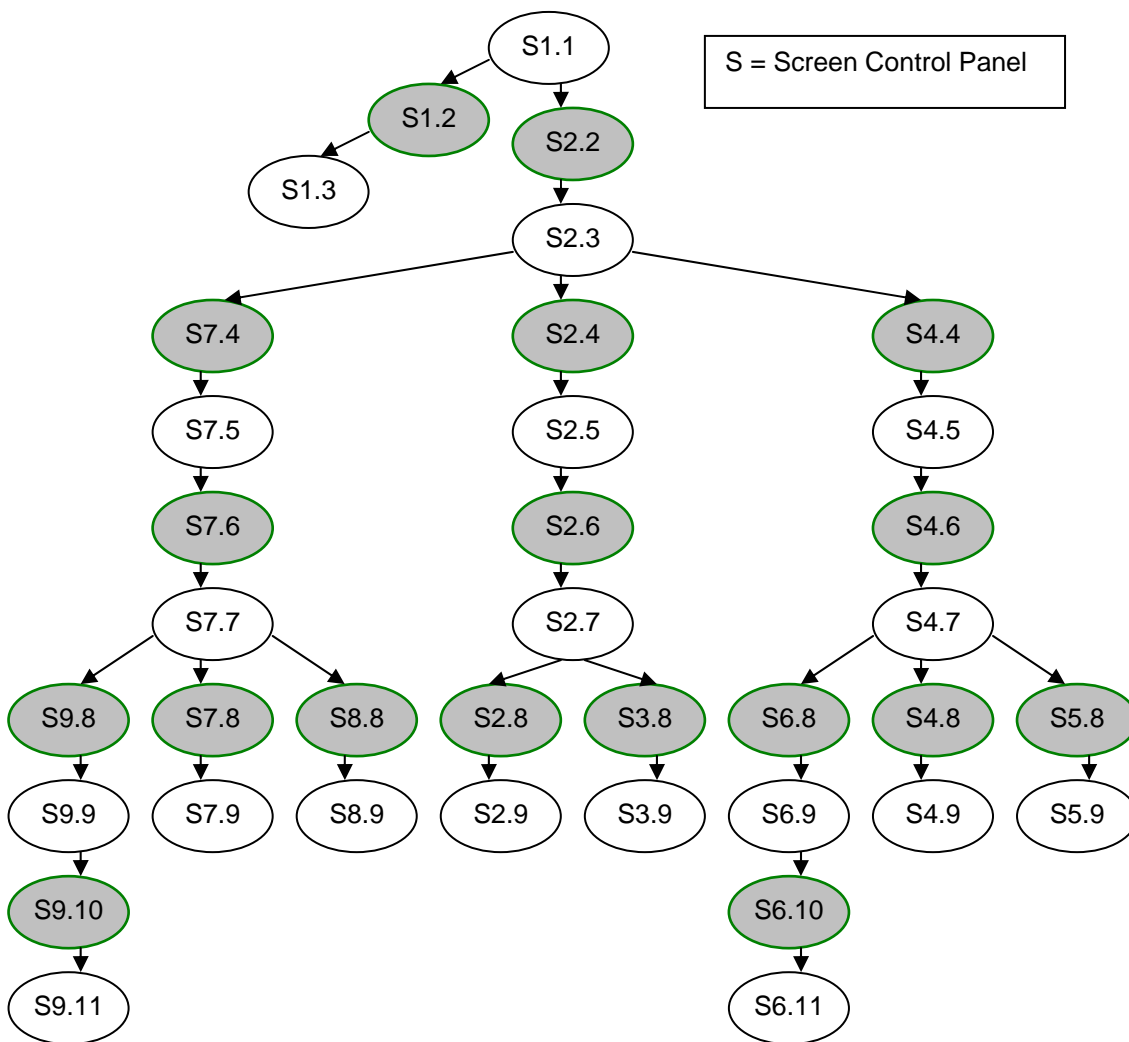 S1.1
S = Screen Control Panel
S1.2
S2.2
S1.3
S2.3
S7.4
S2.4
S4.4
S7.5
S2.5
S4.5
S7.6
S2.6
S4.6
S7.7
S2.7
S4.7
S9.8
S7.8
S8.8
S2.8
S3.8
S6.8
S4.8
S5.8
S9.9
S7.9
S8.9
S2.9
S3.9
S6.9
S4.9
S5.9
S9.10
S6.10
S9.11
S6.11